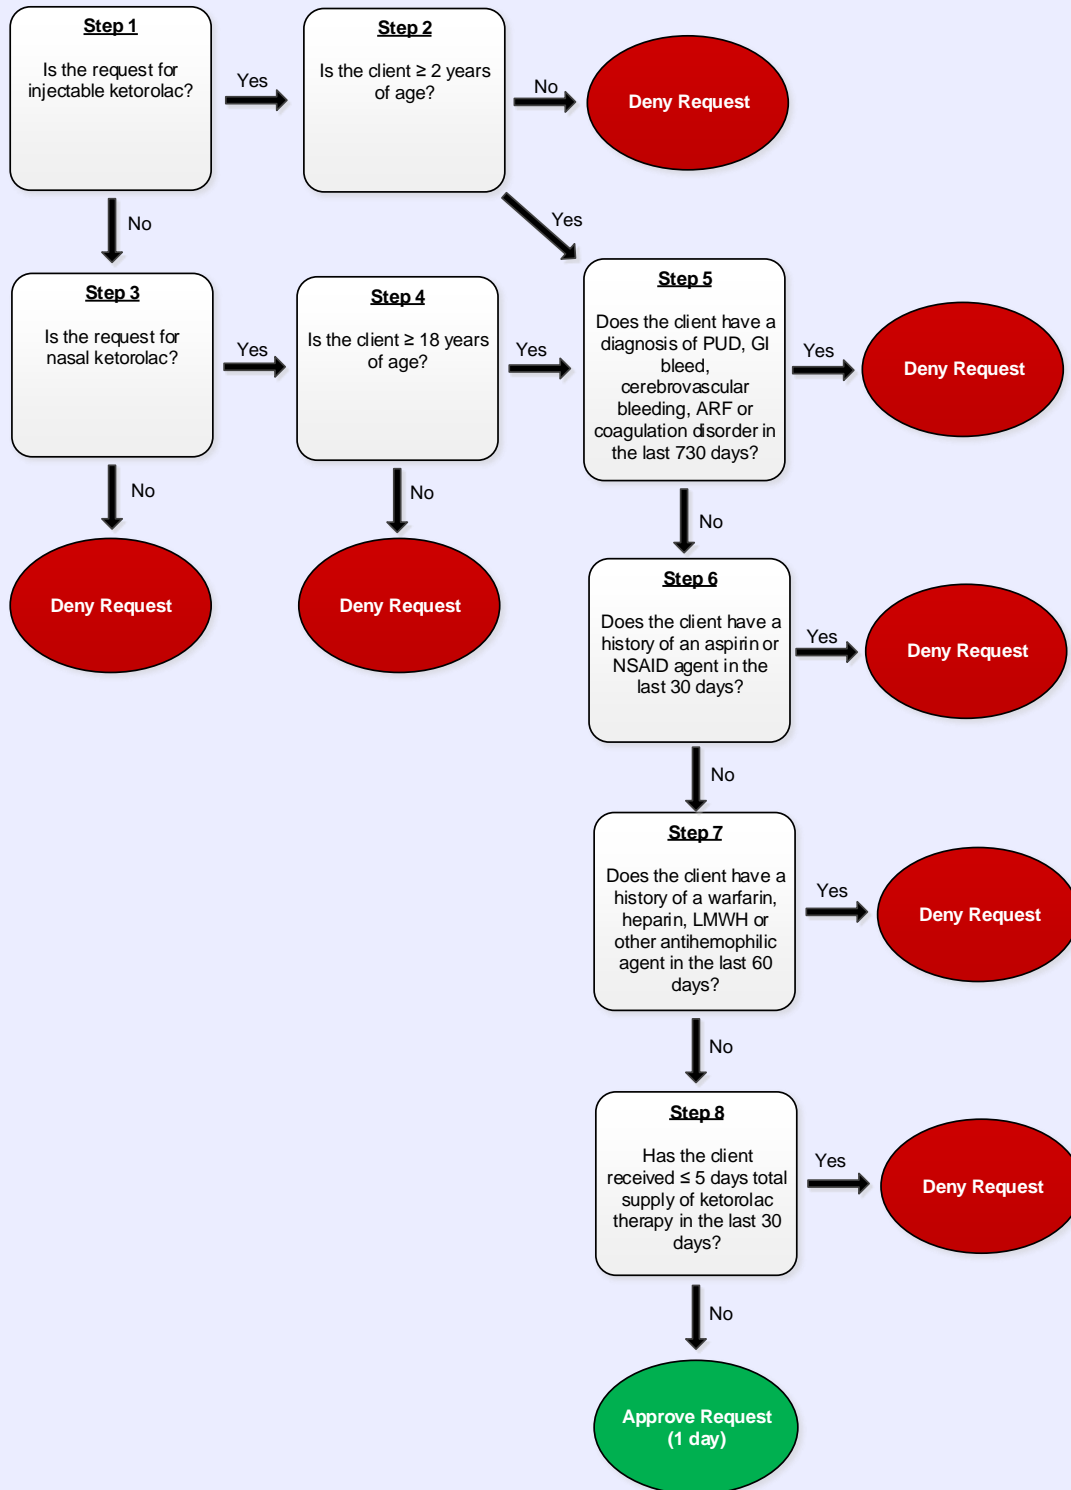 Step 1
Is the request for
injectable ketorolac?
Yes
Step 2
Is the client ≥ 2 years
of age?
No
Deny Request
No
Yes
Step 3
Is the request for
nasal ketorolac?
Yes
Step 4
Is the client ≥ 18 years
of age?
Yes
Step 5
Does the client have a
diagnosis of PUD, GI
bleed,
cerebrovascular
bleeding, ARF or
coagulation disorder in
the last 730 days?
Yes
Deny Request
No
Deny Request
No
Deny Request
No
Step 6
Does the client have a
history of an aspirin or
NSAID agent in the
last 30 days?
Yes
Deny Request
No
Step 7
Does the client have a
history of a warfarin,
heparin, LMWH or
other antihemophilic
agent in the last 60
days?
Yes
Deny Request
No
Step 8
Has the client
received ≤ 5 days total
supply of ketorolac
therapy in the last 30
days?
Yes
Deny Request
No
Approve Request
(1 day)